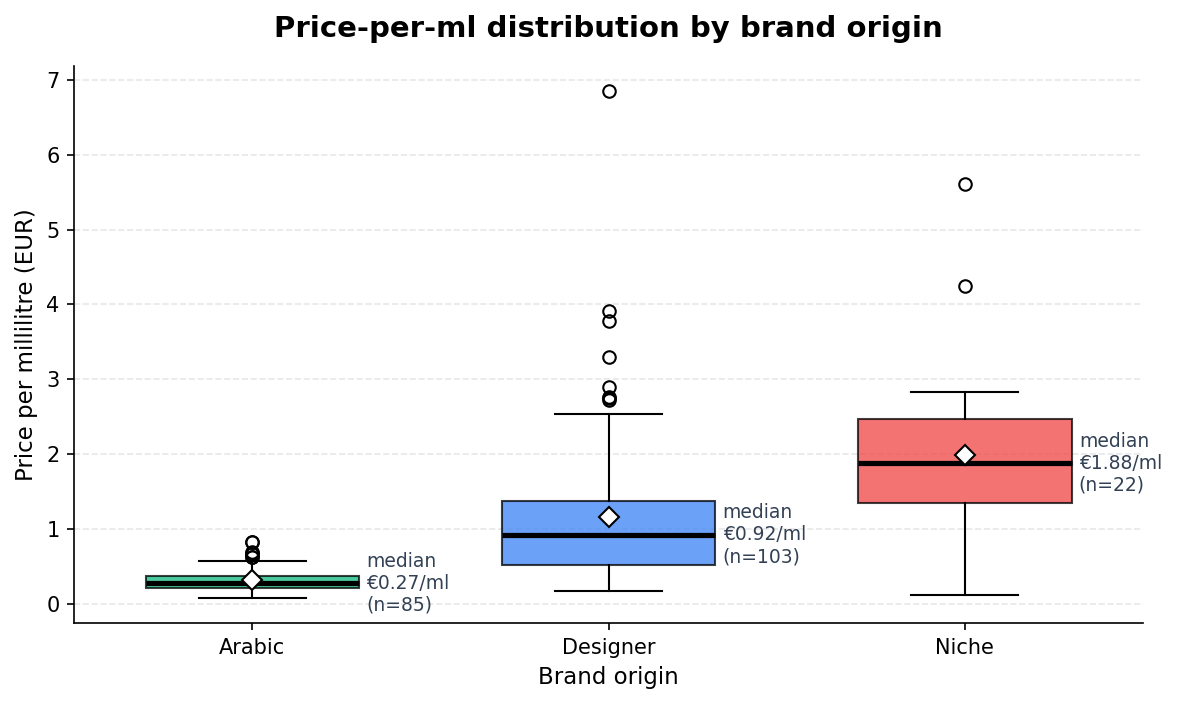 Price-per-ml distribution by brand origin
Price per millilitre (EUR)
7
6
5
4
3
2
1
0
median
€0.27/ml
(n=85)
median
€0.92/ml
(n=103)
median
€1.88/ml
(n=22)
Arabic
Designer
Niche
Brand origin